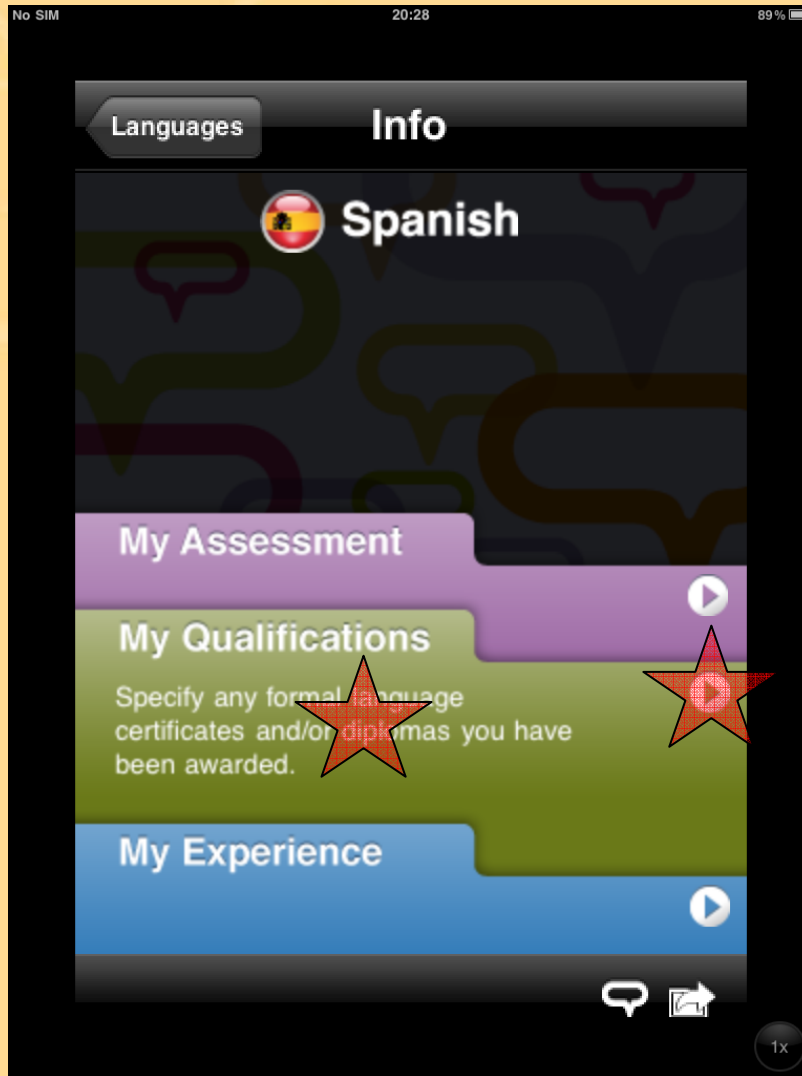 No SIM 20:28 89%
Languages Info
Spanish
My Assessment
My Qualifications
Specify any formal language
certificates and/or diplomas you have
been awarded.
My Experience
1x